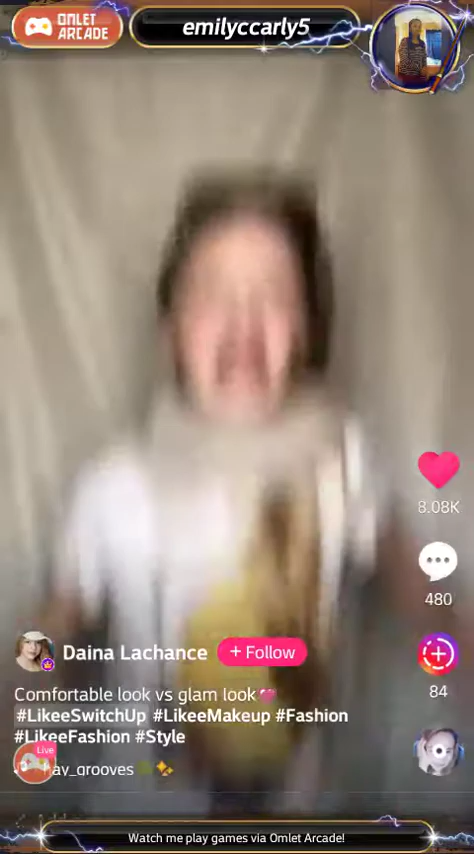 OMLET
ARCADE
emilyccarly5
8.08K
480
Daina Lachance
+ Follow
84
Comfortable look vs glam look
#LikeeSwitchUp #LikeeMakeup #Fashion
#LikeeFashion #Style
Live
ay_grooves
Watch me play games via Omlet Arcade!